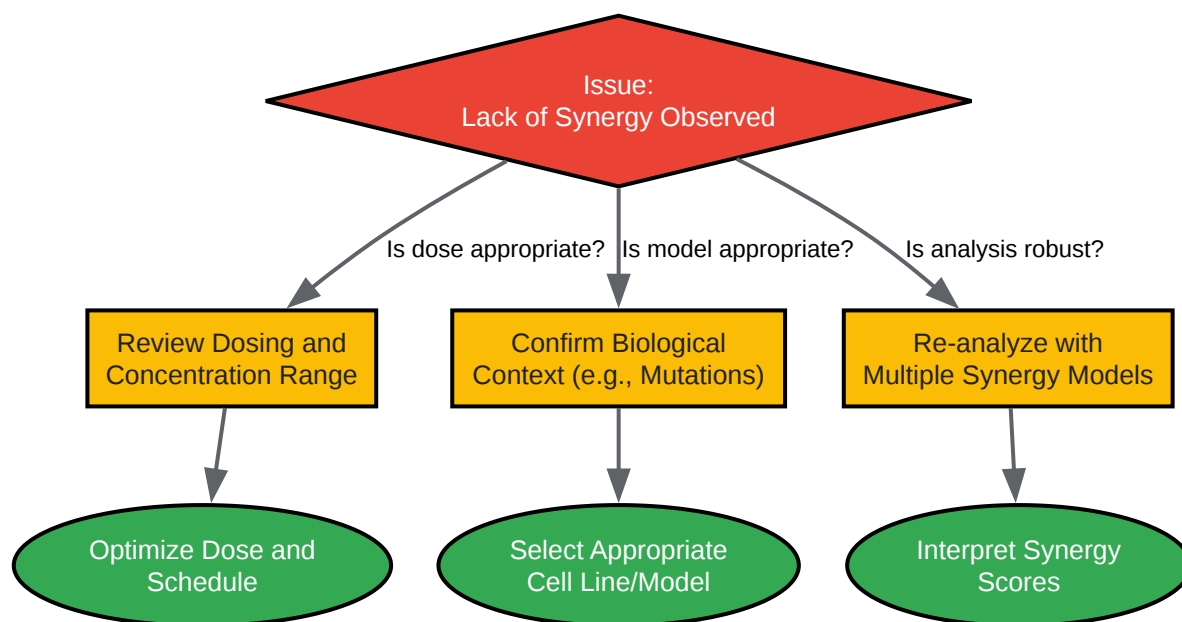 Issue:
Lack of Synergy Observed
Is dose appropriate?
Is model appropriate?
Is analysis robust?
Review Dosing and
Concentration Range
Confirm Biological
Context (e.g., Mutations)
Re-analyze with
Multiple Synergy Models
Optimize Dose and
Schedule
Select Appropriate
Cell Line/Model
Interpret Synergy
Scores